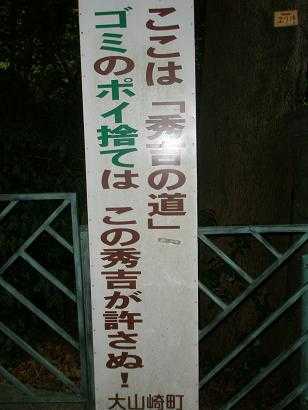 ここは「秀吉の道」
ゴミのポイ捨ては この秀吉が許さぬ！
大山崎町